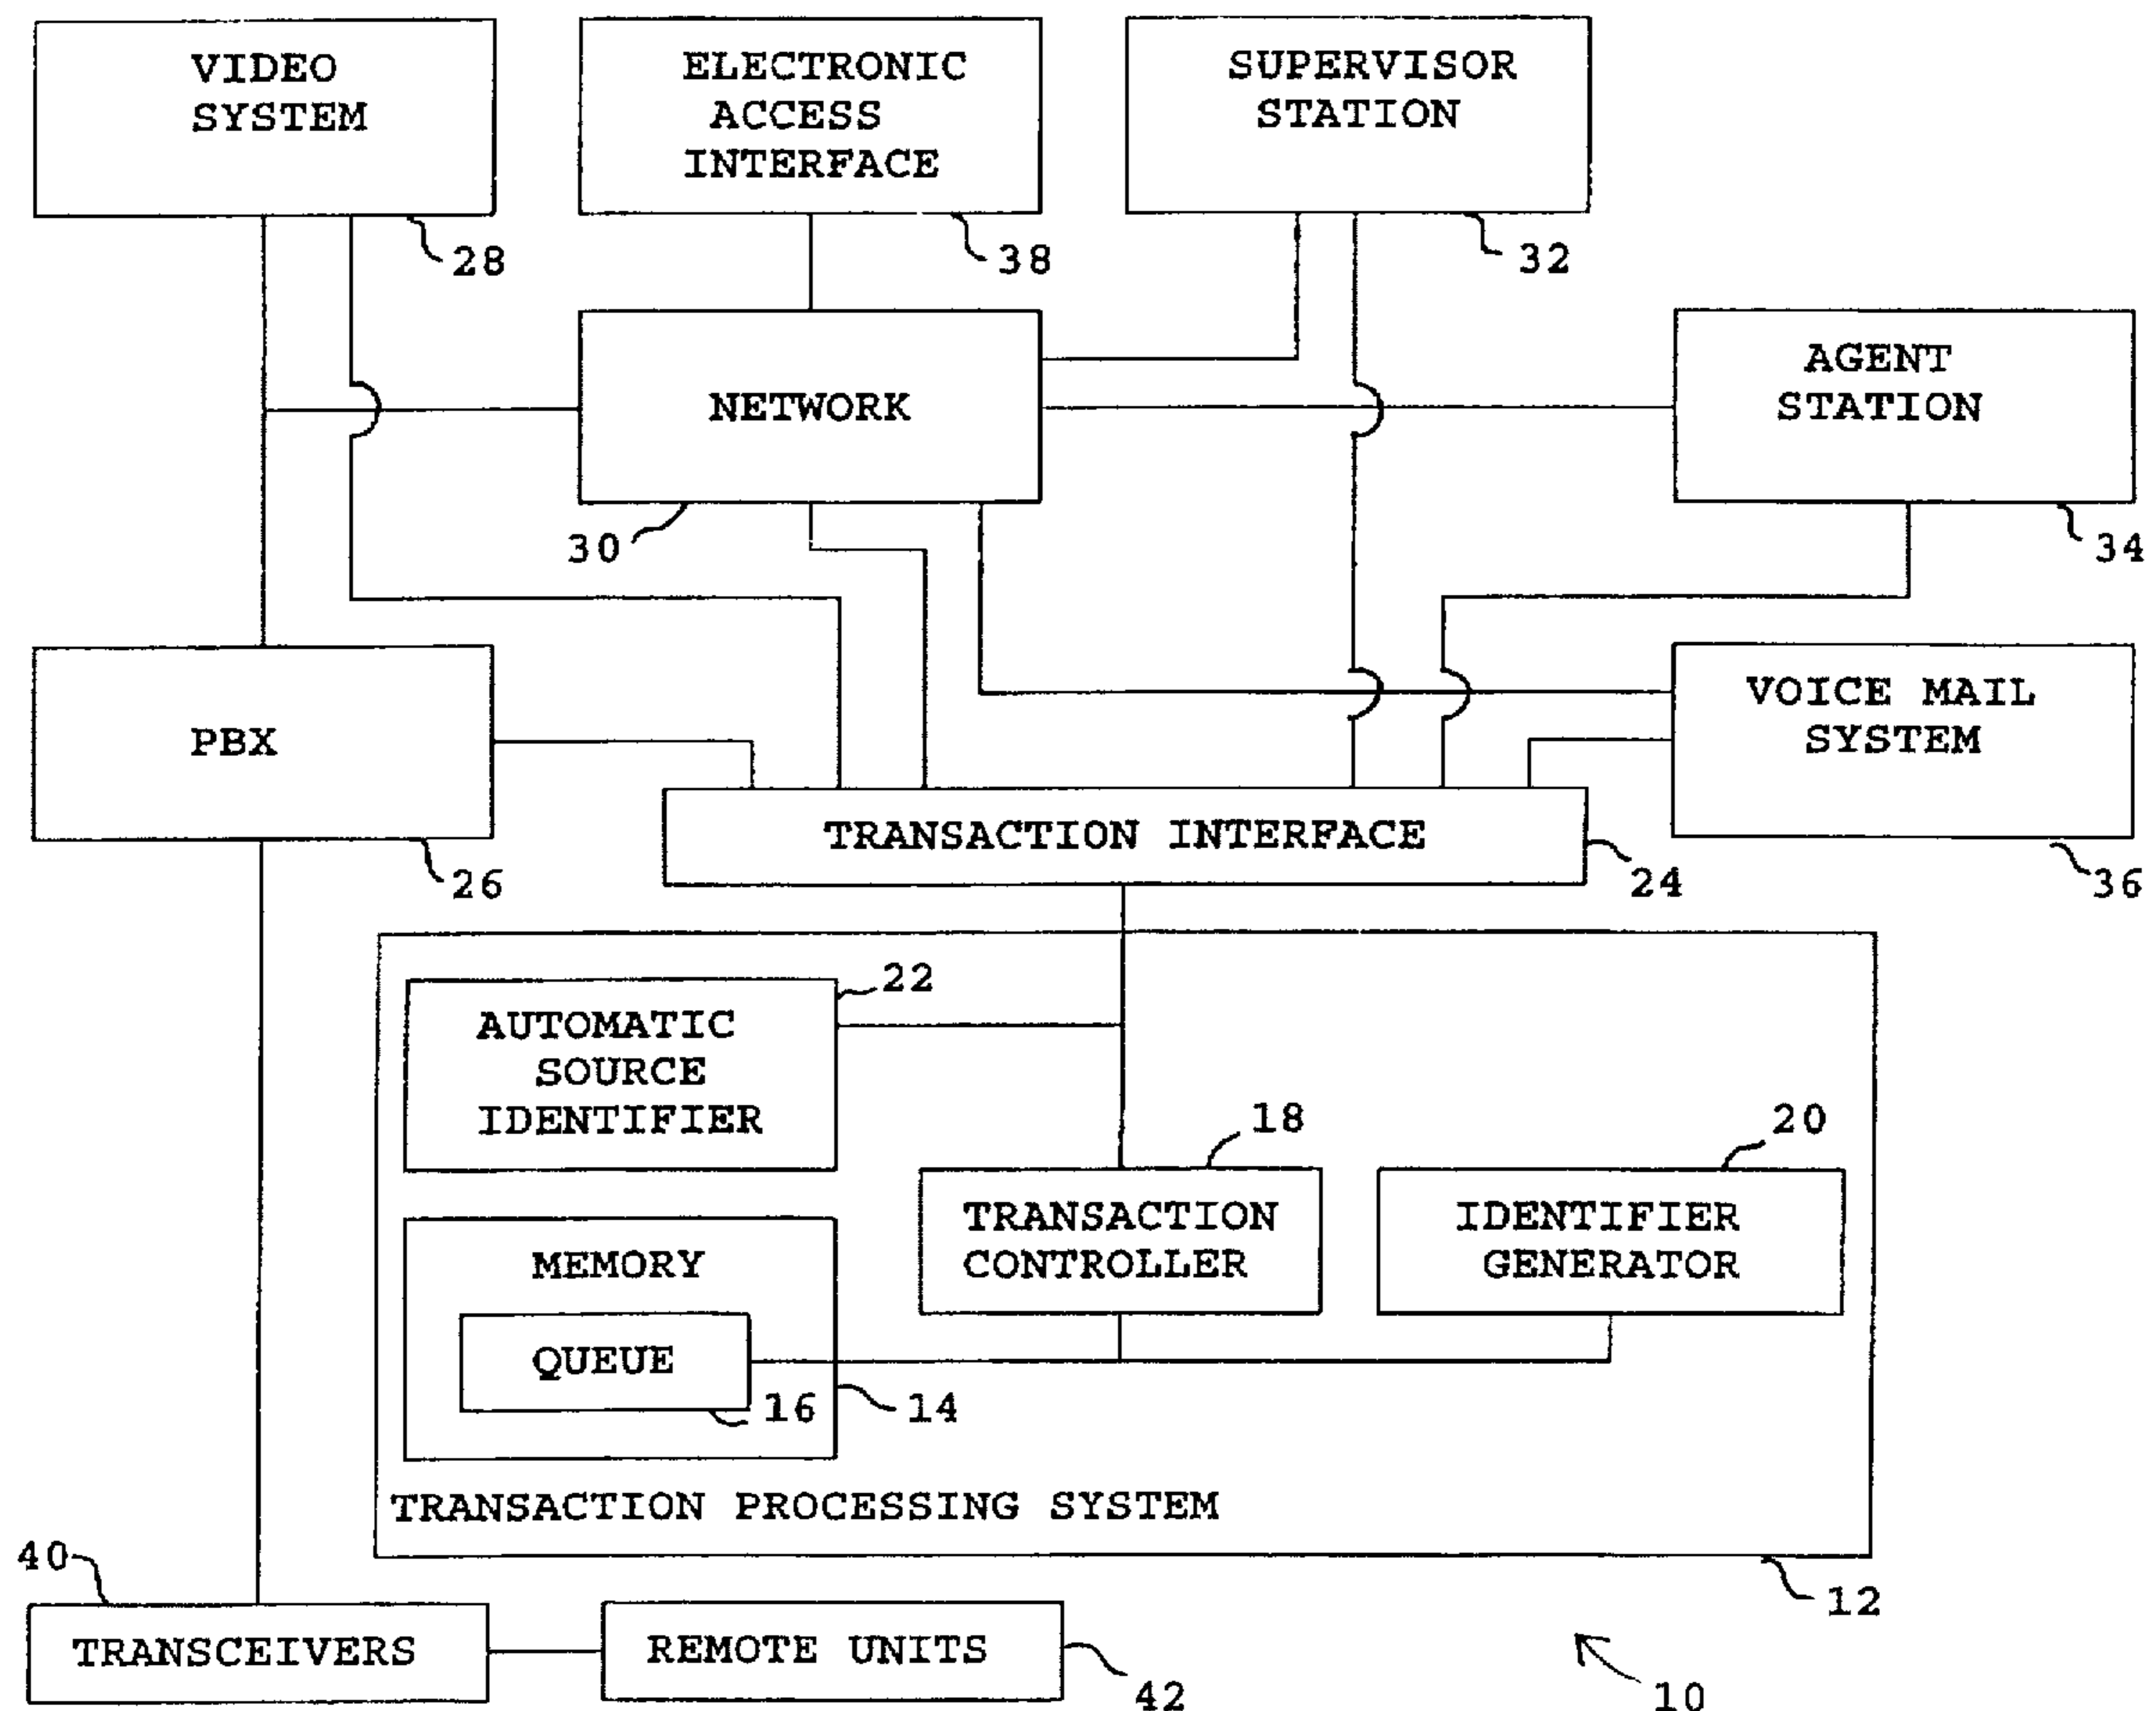 VIDEO
SYSTEM
28
ELECTRONIC
ACCESS
INTERFACE
38
SUPERVISOR
STATION
32
NETWORK
30
AGENT
STATION
34
PBX
26
VOICE MAIL
SYSTEM
36
TRANSACTION INTERFACE
24
AUTOMATIC
SOURCE
IDENTIFIER
22
TRANSACTION
CONTROLLER
18
IDENTIFIER
GENERATOR
20
MEMORY
QUEUE
16
14
TRANSACTION PROCESSING SYSTEM
12
40
TRANSCEIVERS
REMOTE UNITS
42
10